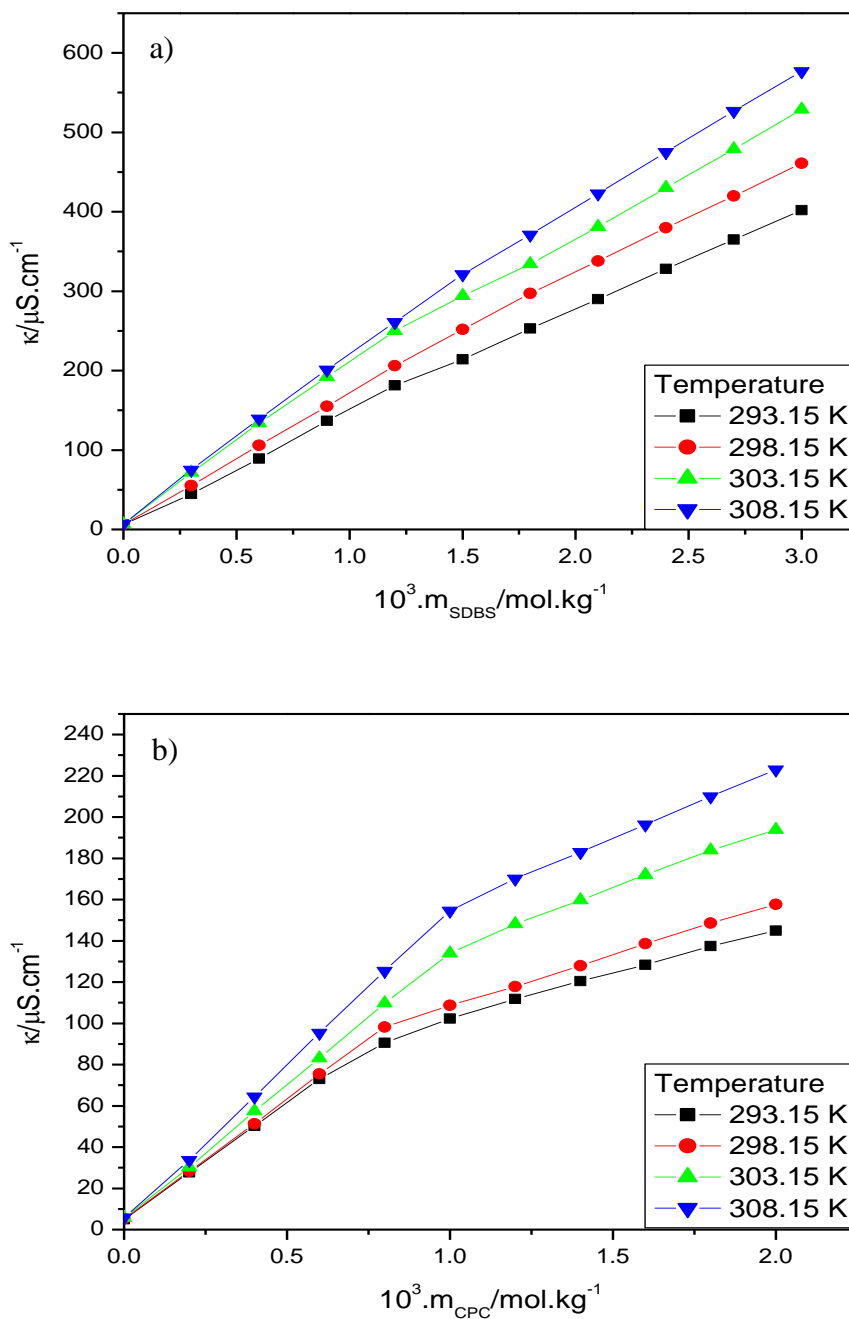 a)
600
500
400
300
200
100
0
κ/μS.cm⁻¹
0.0 0.5 1.0 1.5 2.0 2.5 3.0
10³.m_SDBS/mol.kg⁻¹
Temperature
293.15 K
298.15 K
303.15 K
308.15 K
b)
240
220
200
180
160
140
120
100
80
60
40
20
0
κ/μS.cm⁻¹
0.0 0.5 1.0 1.5 2.0
10³.m_CPC/mol.kg⁻¹
Temperature
293.15 K
298.15 K
303.15 K
308.15 K